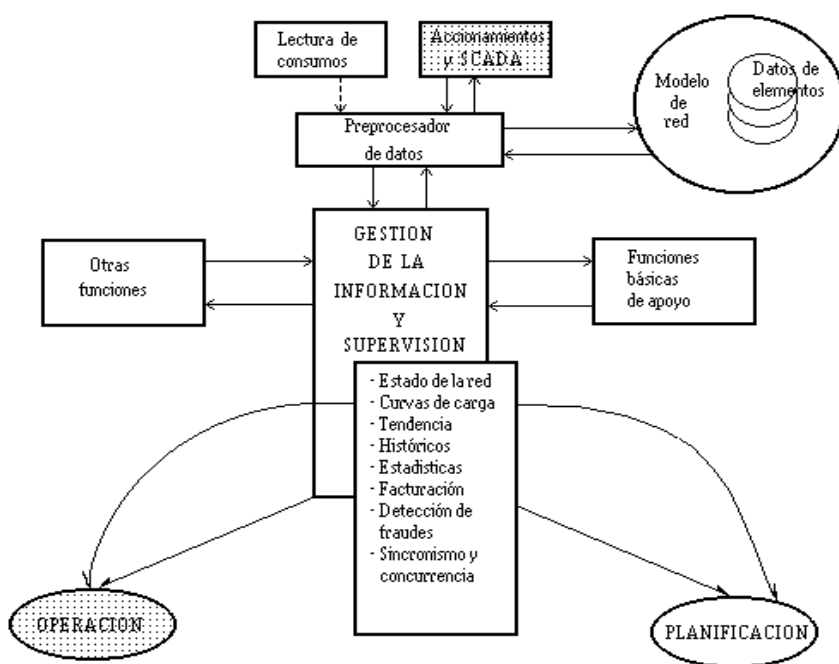 Lectura de
consumos
Accionamientos
y SCADA
Modelo
de
red
Datos de
elementos
Preprocesador
de datos
Otras
funciones
GESTION
DE LA
INFORMACION
Y
SUPERVISION
Funciones
básicas
de apoyo
- Estado de la red
- Curvas de carga
- Tendencia
- Históricos
- Estadisticas
- Facturación
- Detección de
fraudes
- Sincronismo y
concurrencia
OPERACION
PLANIFICACION